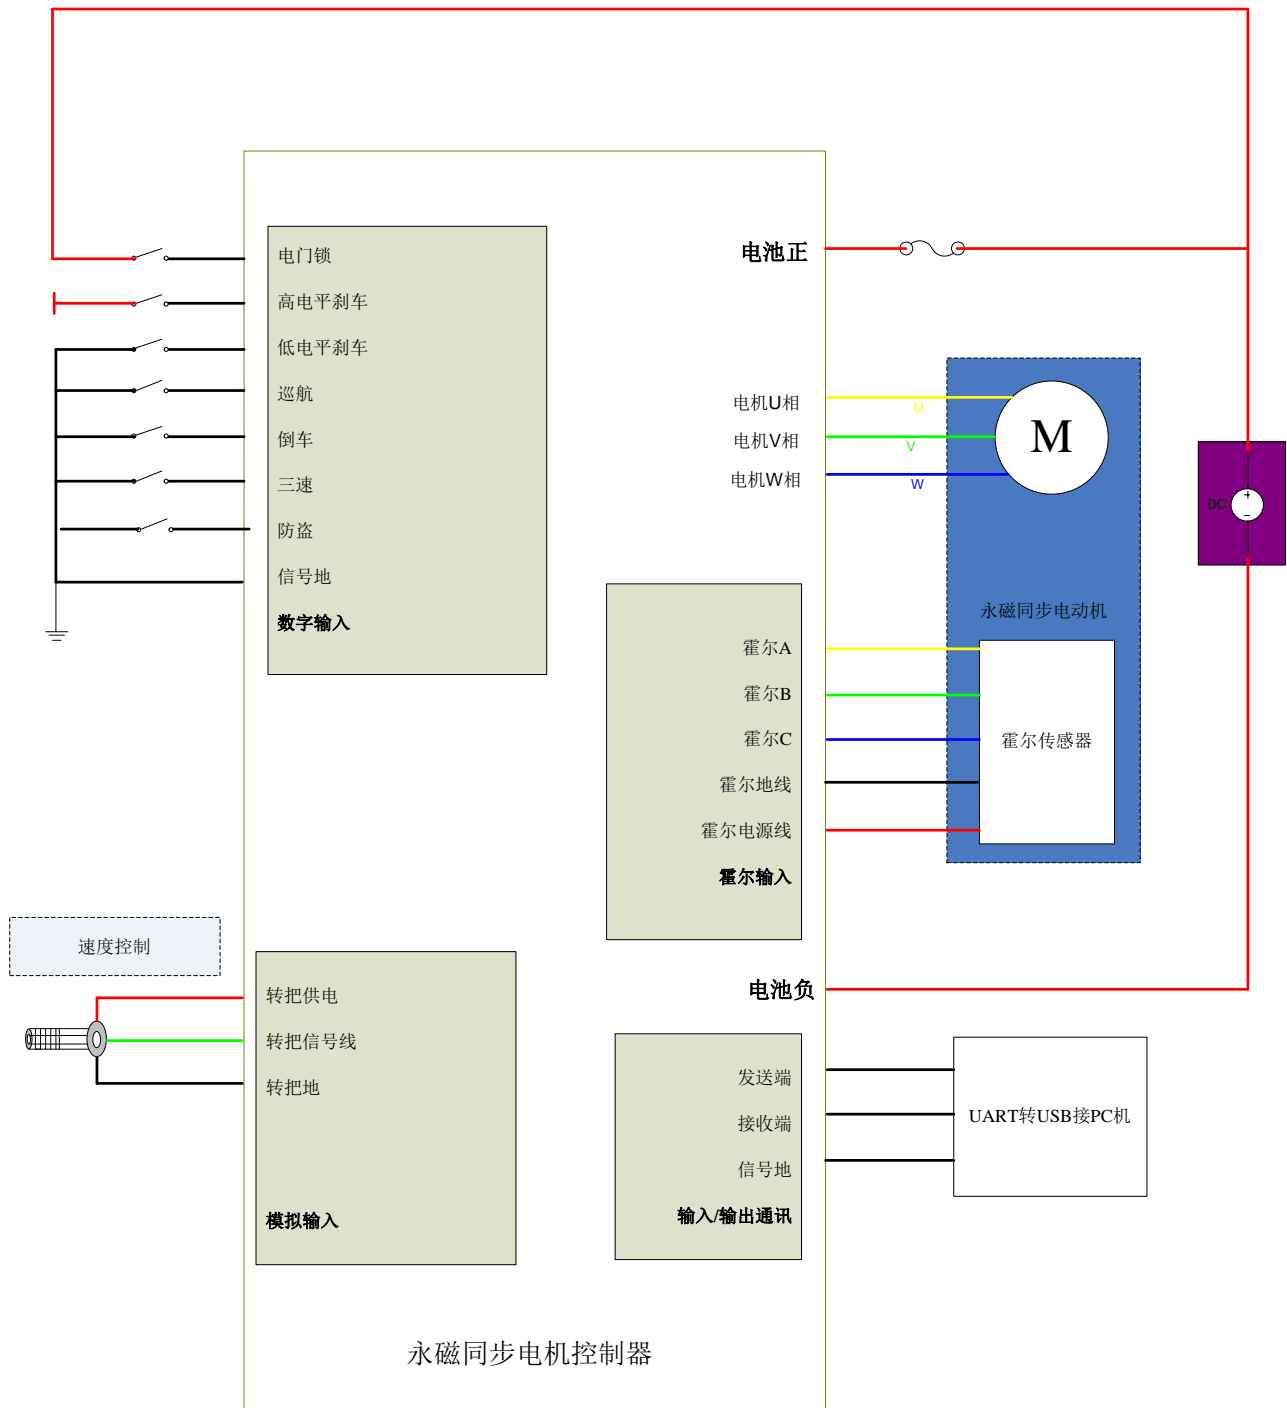 电门锁
高电平刹车
低电平刹车
巡航
倒车
三速
防盗
信号地
数字输入
电池正
电机U相
电机V相
电机W相
U
V
W
M
DC
永磁同步电动机
霍尔A
霍尔B
霍尔C
霍尔地线
霍尔电源线
霍尔输入
霍尔传感器
速度控制
转把供电
转把信号线
转把地
模拟输入
电池负
发送端
接收端
信号地
输入/输出通讯
UART转USB接PC机
永磁同步电机控制器